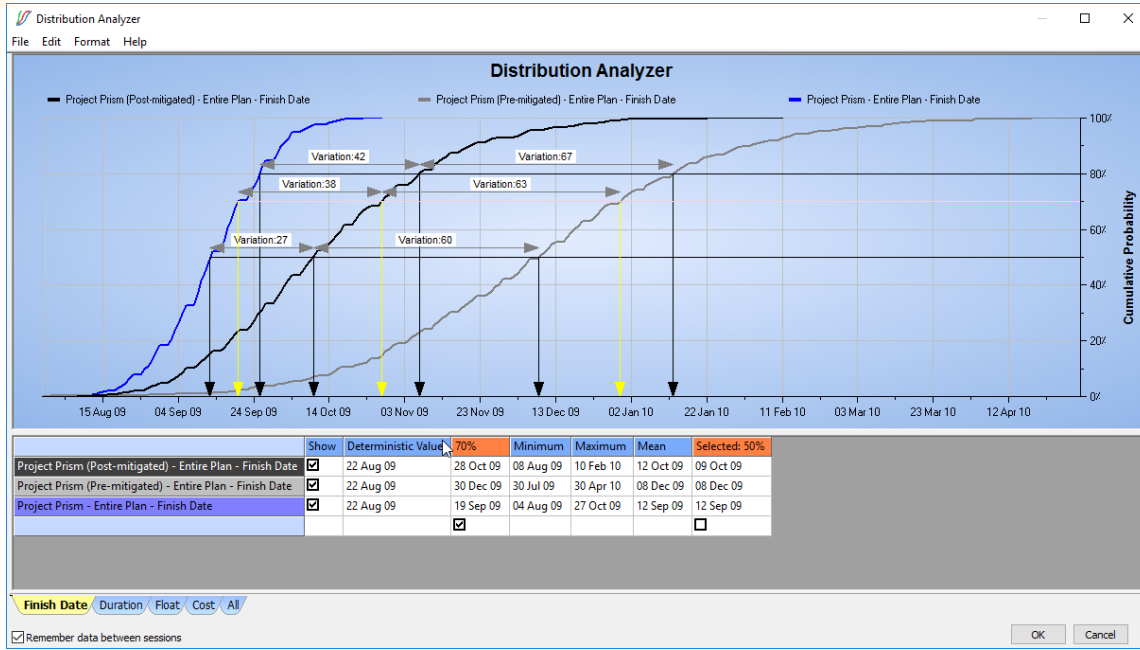 Distribution Analyzer
File Edit Format Help
Distribution Analyzer
Project Prism (Post-mitigated) - Entire Plan - Finish Date Project Prism (Pre-mitigated) - Entire Plan - Finish Date Project Prism - Entire Plan - Finish Date
100%
Variation:42 Variation:67
80%
Variation:38 Variation:63
60%
Variation:27 Variation:60
40%
20%
0%
Cumulative Probability
15 Aug 09 04 Sep 09 24 Sep 09 14 Oct 09 03 Nov 09 23 Nov 09 13 Dec 09 02 Jan 10 22 Jan 10 11 Feb 10 03 Mar 10 23 Mar 10 12 Apr 10
Show Deterministic Value 70% Minimum Maximum Mean Selected: 50%
Project Prism (Post-mitigated) - Entire Plan - Finish Date 22 Aug 09 28 Oct 09 08 Aug 09 10 Feb 10 12 Oct 09 09 Oct 09
Project Prism (Pre-mitigated) - Entire Plan - Finish Date 22 Aug 09 30 Dec 09 30 Jul 09 30 Apr 10 08 Dec 09 08 Dec 09
Project Prism - Entire Plan - Finish Date 22 Aug 09 19 Sep 09 04 Aug 09 27 Oct 09 12 Sep 09 12 Sep 09
Finish Date Duration Float Cost All
Remember data between sessions
OK Cancel